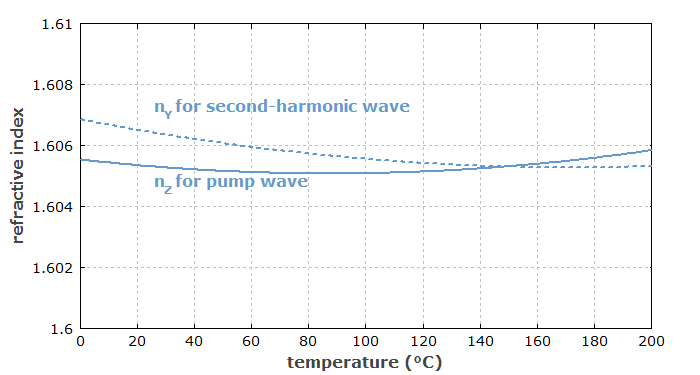 1.61
1.608
1.606
1.604
1.602
1.6
refractive index
nY for second-harmonic wave
nZ for pump wave
0 20 40 60 80 100 120 140 160 180 200
temperature (°C)